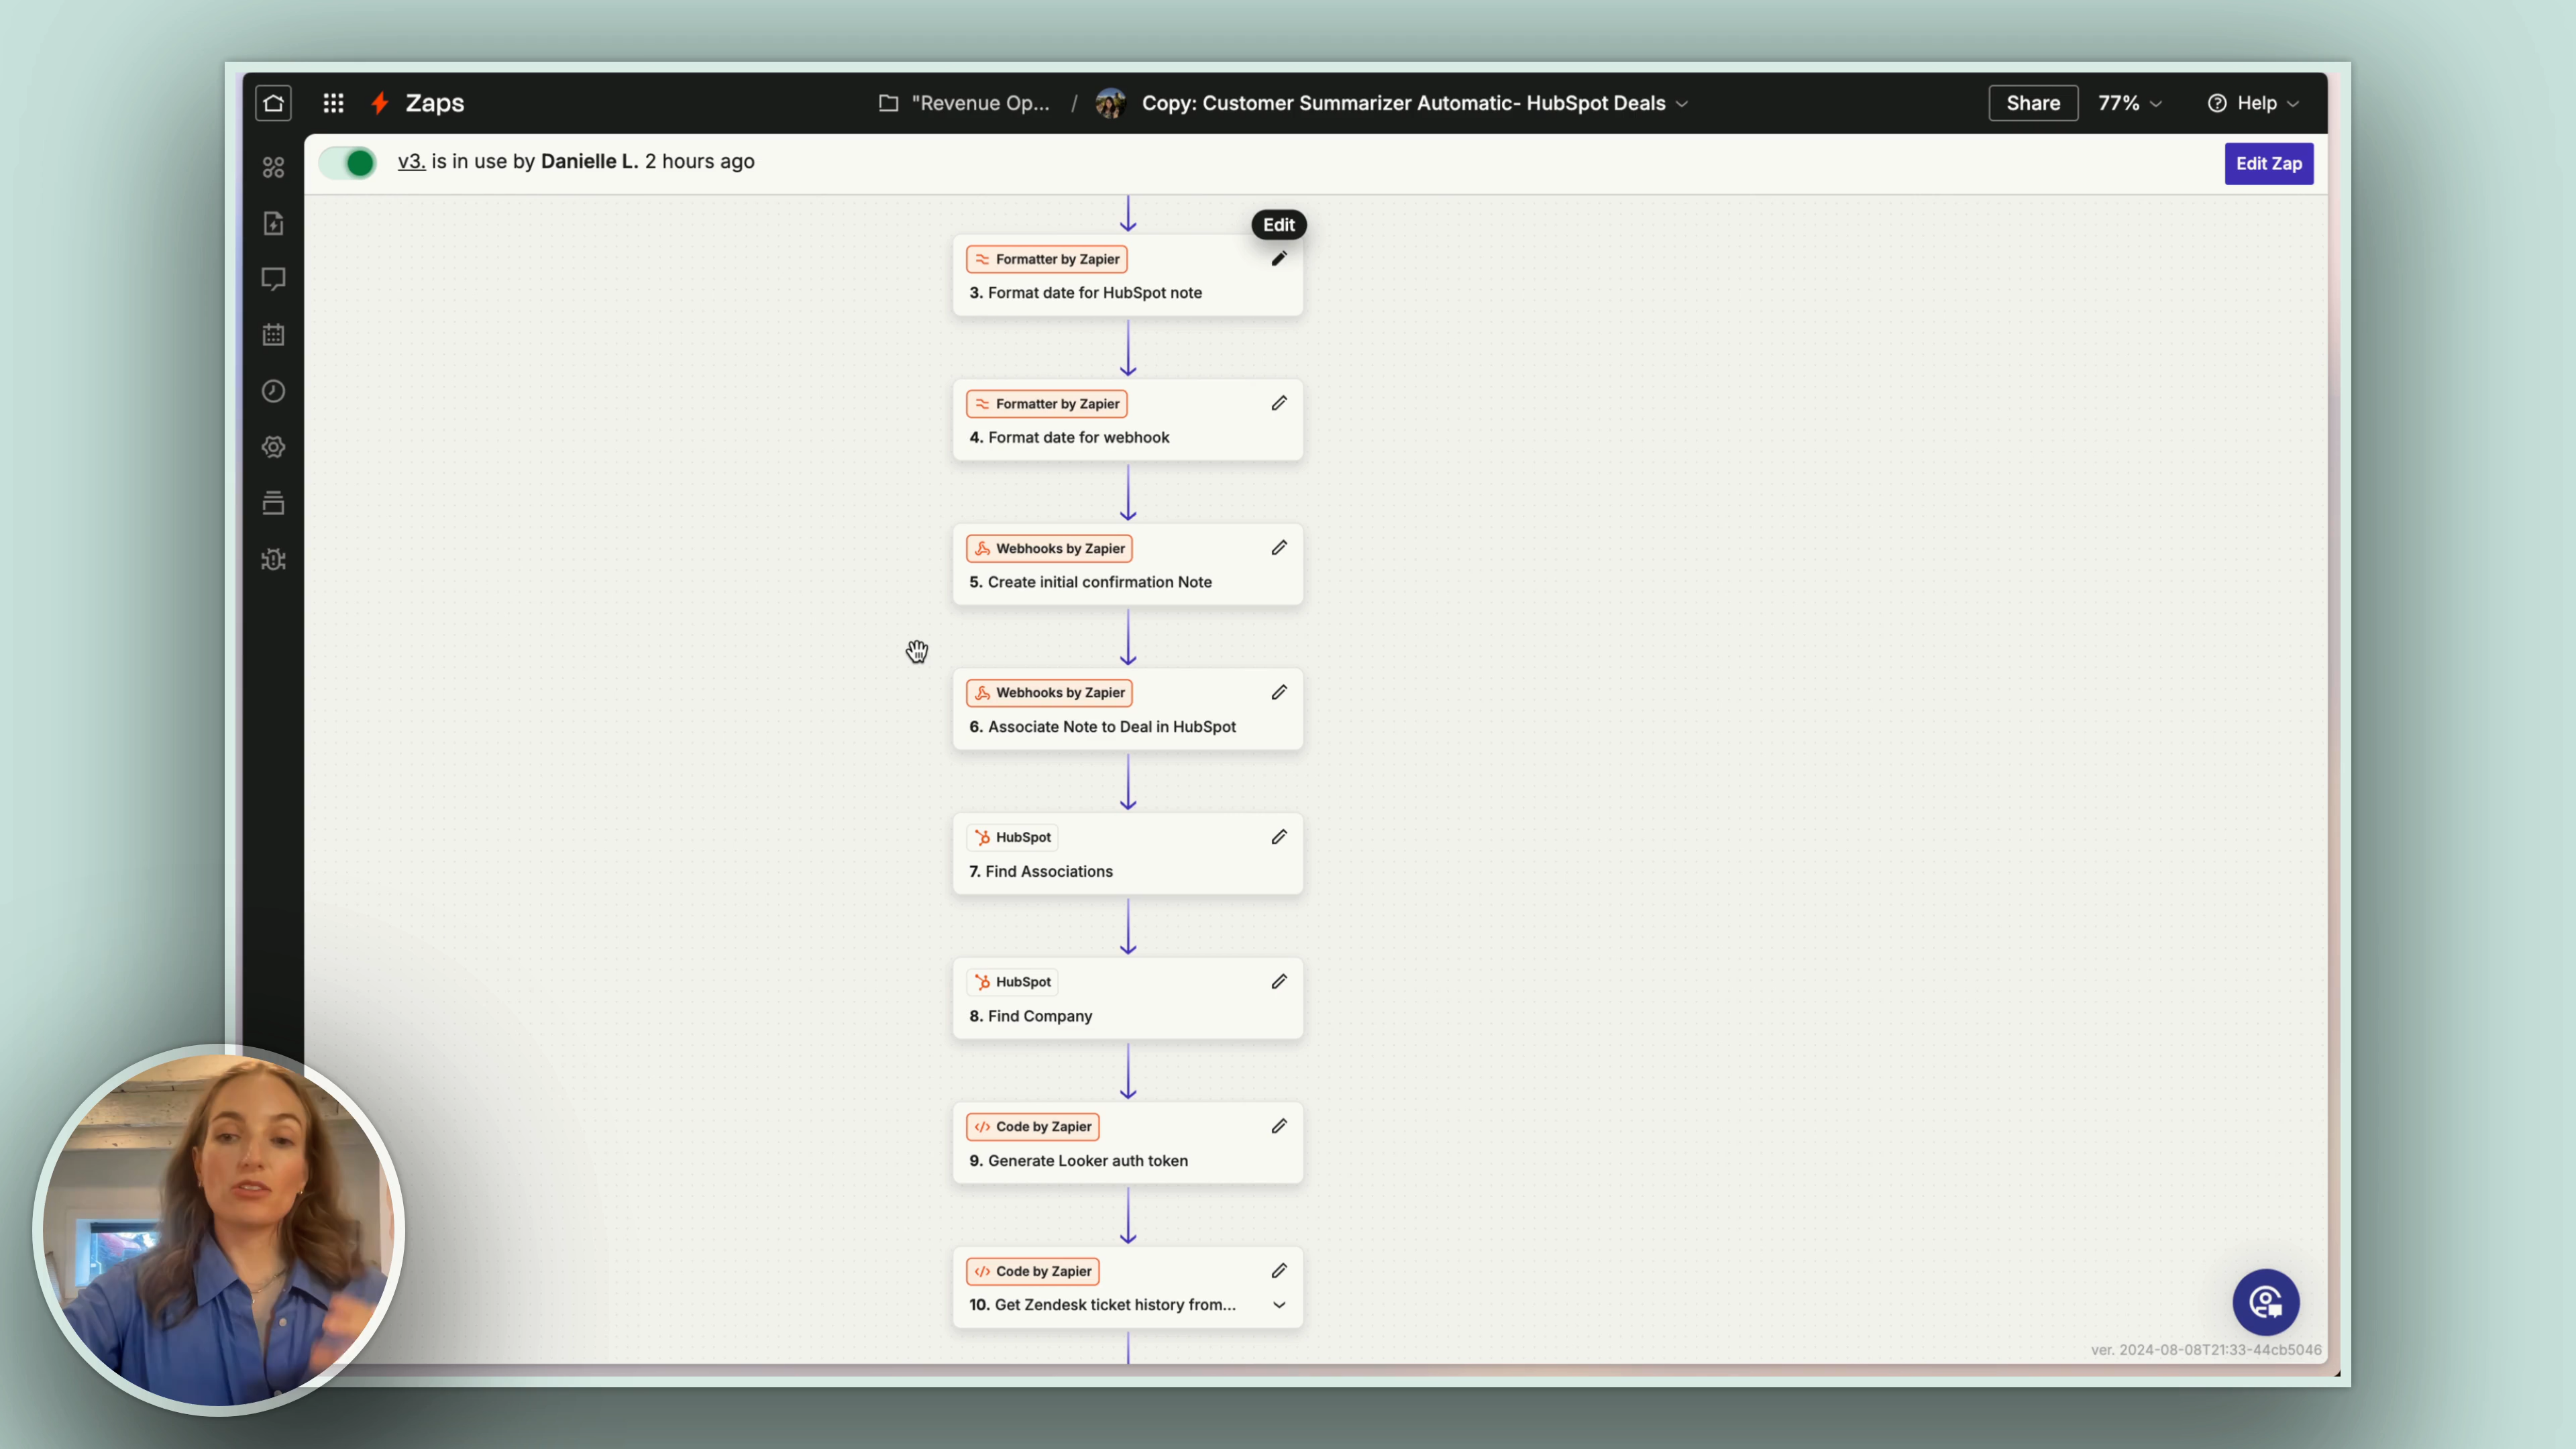 Zaps
"Revenue Op... / Copy: Customer Summarizer Automatic- HubSpot Deals
Share
77%
Help
v3. is in use by Danielle L. 2 hours ago
Edit Zap
Edit
Formatter by Zapier
3. Format date for HubSpot note
Formatter by Zapier
4. Format date for webhook
Webhooks by Zapier
5. Create initial confirmation Note
Webhooks by Zapier
6. Associate Note to Deal in HubSpot
HubSpot
7. Find Associations
HubSpot
8. Find Company
Code by Zapier
9. Generate Looker auth token
Code by Zapier
10. Get Zendesk ticket history from...
ver. 2024-08-08T21:33-44cb5046